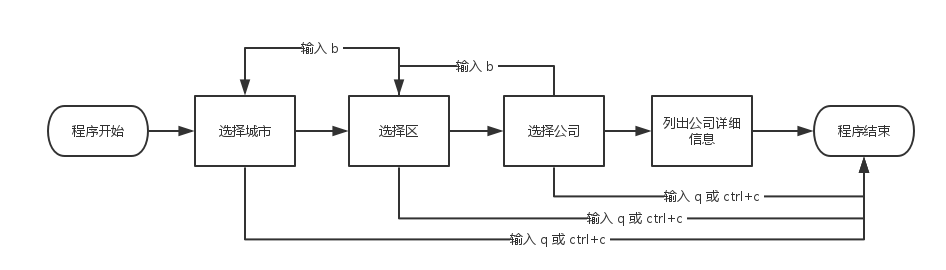 输入 b
输入 b
程序开始
选择城市
选择区
选择公司
列出公司详细
信息
程序结束
输入 q 或 ctrl+c
输入 q 或 ctrl+c
输入 q 或 ctrl+c